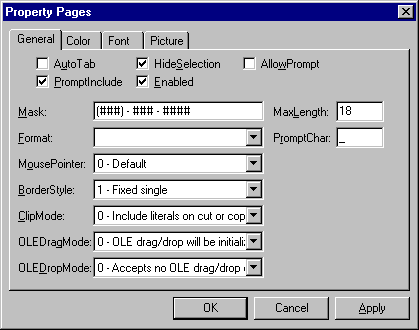 Property Pages
General Color Font Picture
AutoTab HideSelection AllowPrompt
PromptInclude Enabled
Mask: (###) - ### - #### MaxLength: 18
Format: PromptChar: _
MousePointer: 0 - Default
BorderStyle: 1 - Fixed single
ClipMode: 0 - Include literals on cut or cop
OLEDragMode: 0 - OLE drag/drop will be initializ
OLEDropMode: 0 - Accepts no OLE drag/drop
OK Cancel Apply